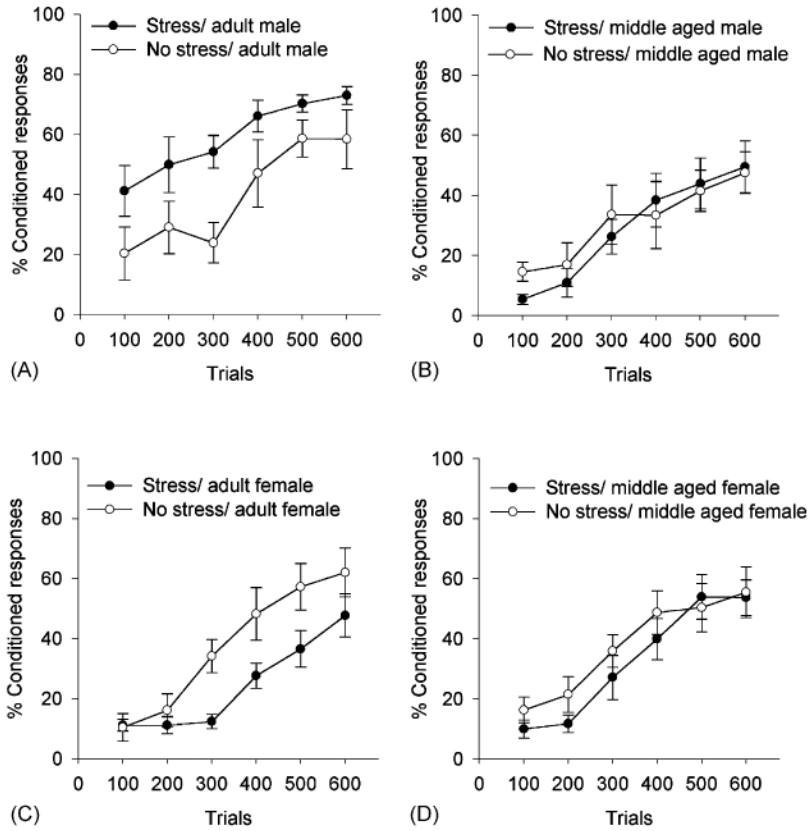 100
80
60
40
20
0
% Conditioned responses
Stress/ adult male
No stress/ adult male
0 100 200 300 400 500 600
Trials
(A)
100
80
60
40
20
0
% Conditioned responses
Stress/ middle aged male
No stress/ middle aged male
0 100 200 300 400 500 600
Trials
(B)
100
80
60
40
20
0
% Conditioned responses
Stress/ adult female
No stress/ adult female
0 100 200 300 400 500 600
Trials
(C)
100
80
60
40
20
0
% Conditioned responses
Stress/ middle aged female
No stress/ middle aged female
0 100 200 300 400 500 600
Trials
(D)